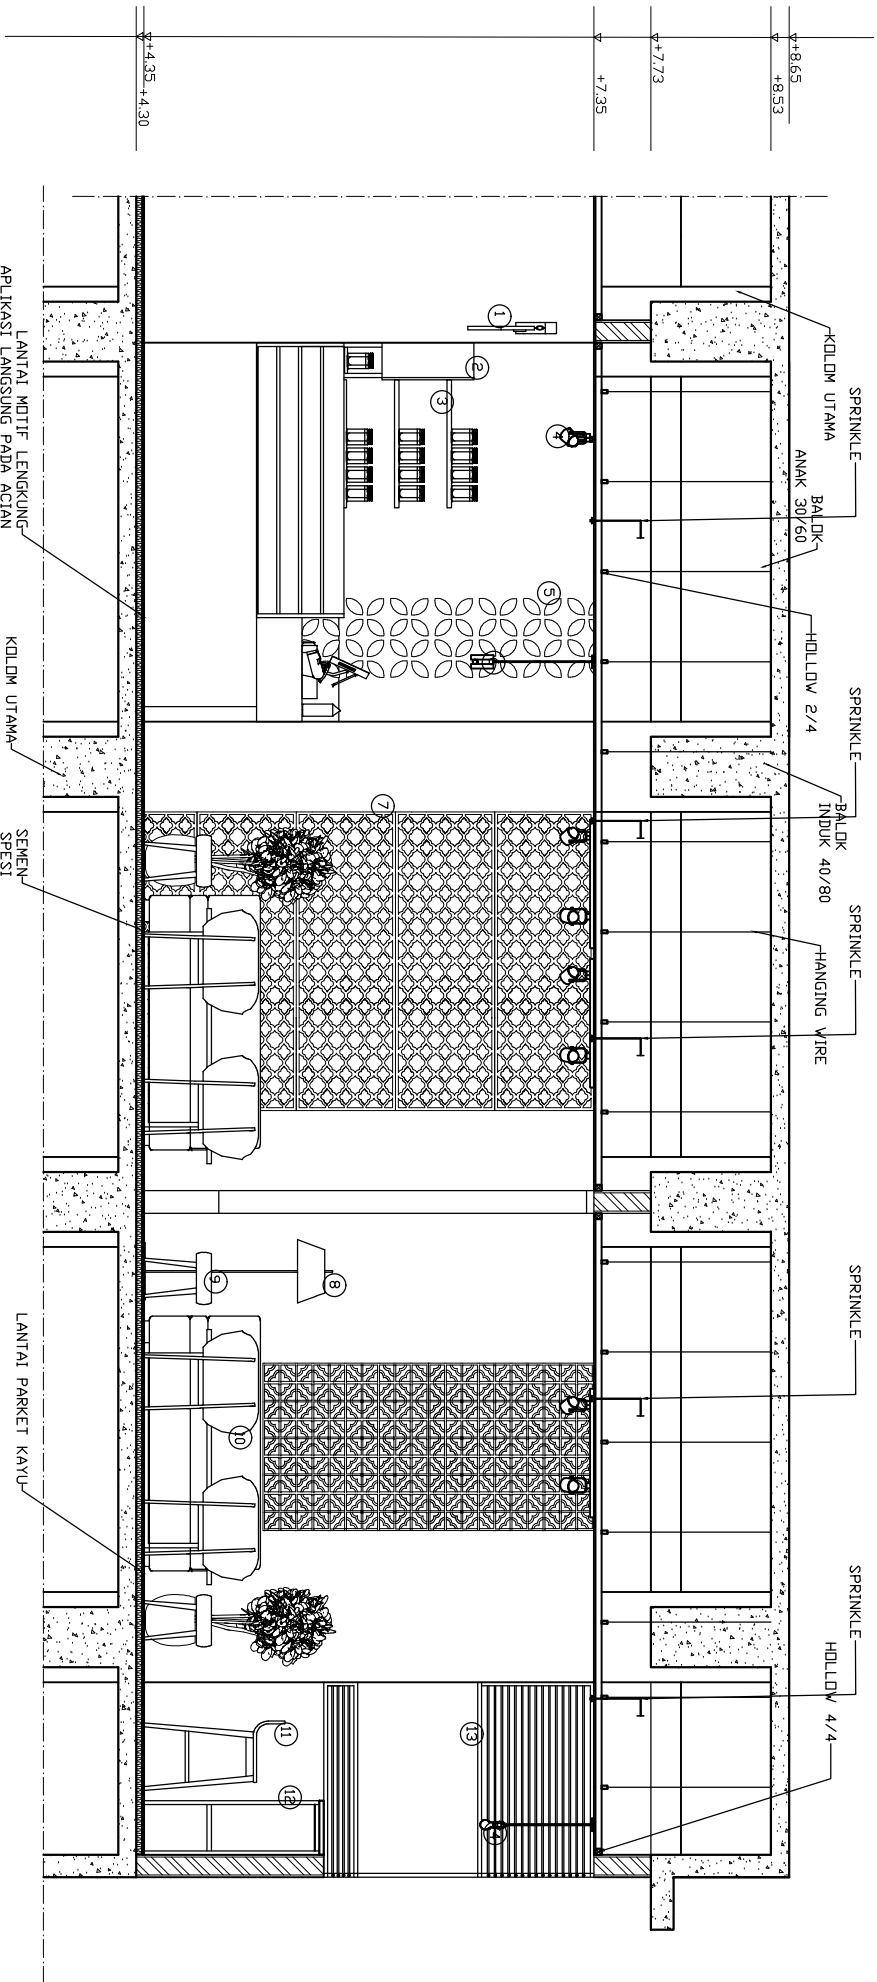 SPRINKLE
SPRINKLE
SPRINKLE
SPRINKLE
SPRINKLE
KOLOM UTAMA
BALOK
ANAK 30/60
HOLLOW 2/4
BALOK
INDUK 40/80
HANGING WIRE
HOLLOW 4/4
+8.65
+8.53
+7.73
+7.35
+4.35
+4.30
1
2
3
4
5
7
8
9
10
11
12
13
LANTAI MOTIF LENGKUNG
APLIKASI LANGSUNG PADA ACIAN
KOLOM UTAMA
SEMEN
SPESI
LANTAI PARKET KAYU